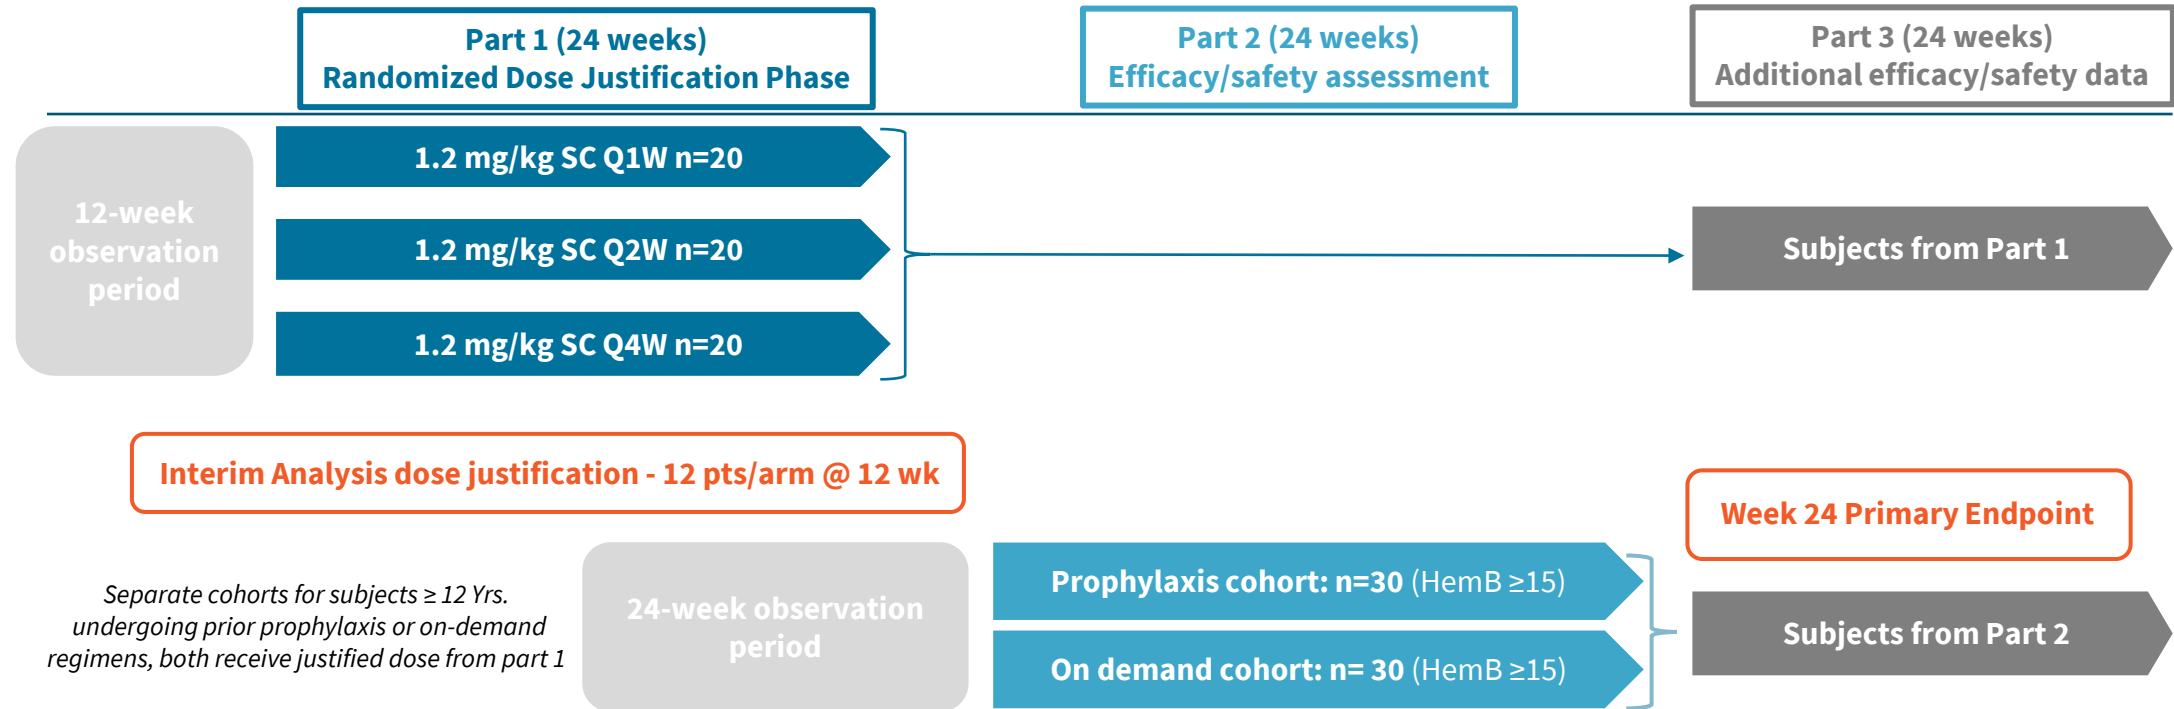 Part 1 (24 weeks)
Randomized Dose Justification Phase
Part 2 (24 weeks)
Efficacy/safety assessment
Part 3 (24 weeks)
Additional efficacy/safety data
12-week
observation
period
1.2 mg/kg SC Q1W n=20
1.2 mg/kg SC Q2W n=20
1.2 mg/kg SC Q4W n=20
Subjects from Part 1
Interim Analysis dose justification - 12 pts/arm @ 12 wk
Week 24 Primary Endpoint
Separate cohorts for subjects ≥ 12 Yrs.
undergoing prior prophylaxis or on-demand
regimens, both receive justified dose from part 1
24-week observation
period
Prophylaxis cohort: n=30 (HemB ≥15)
On demand cohort: n= 30 (HemB ≥15)
Subjects from Part 2